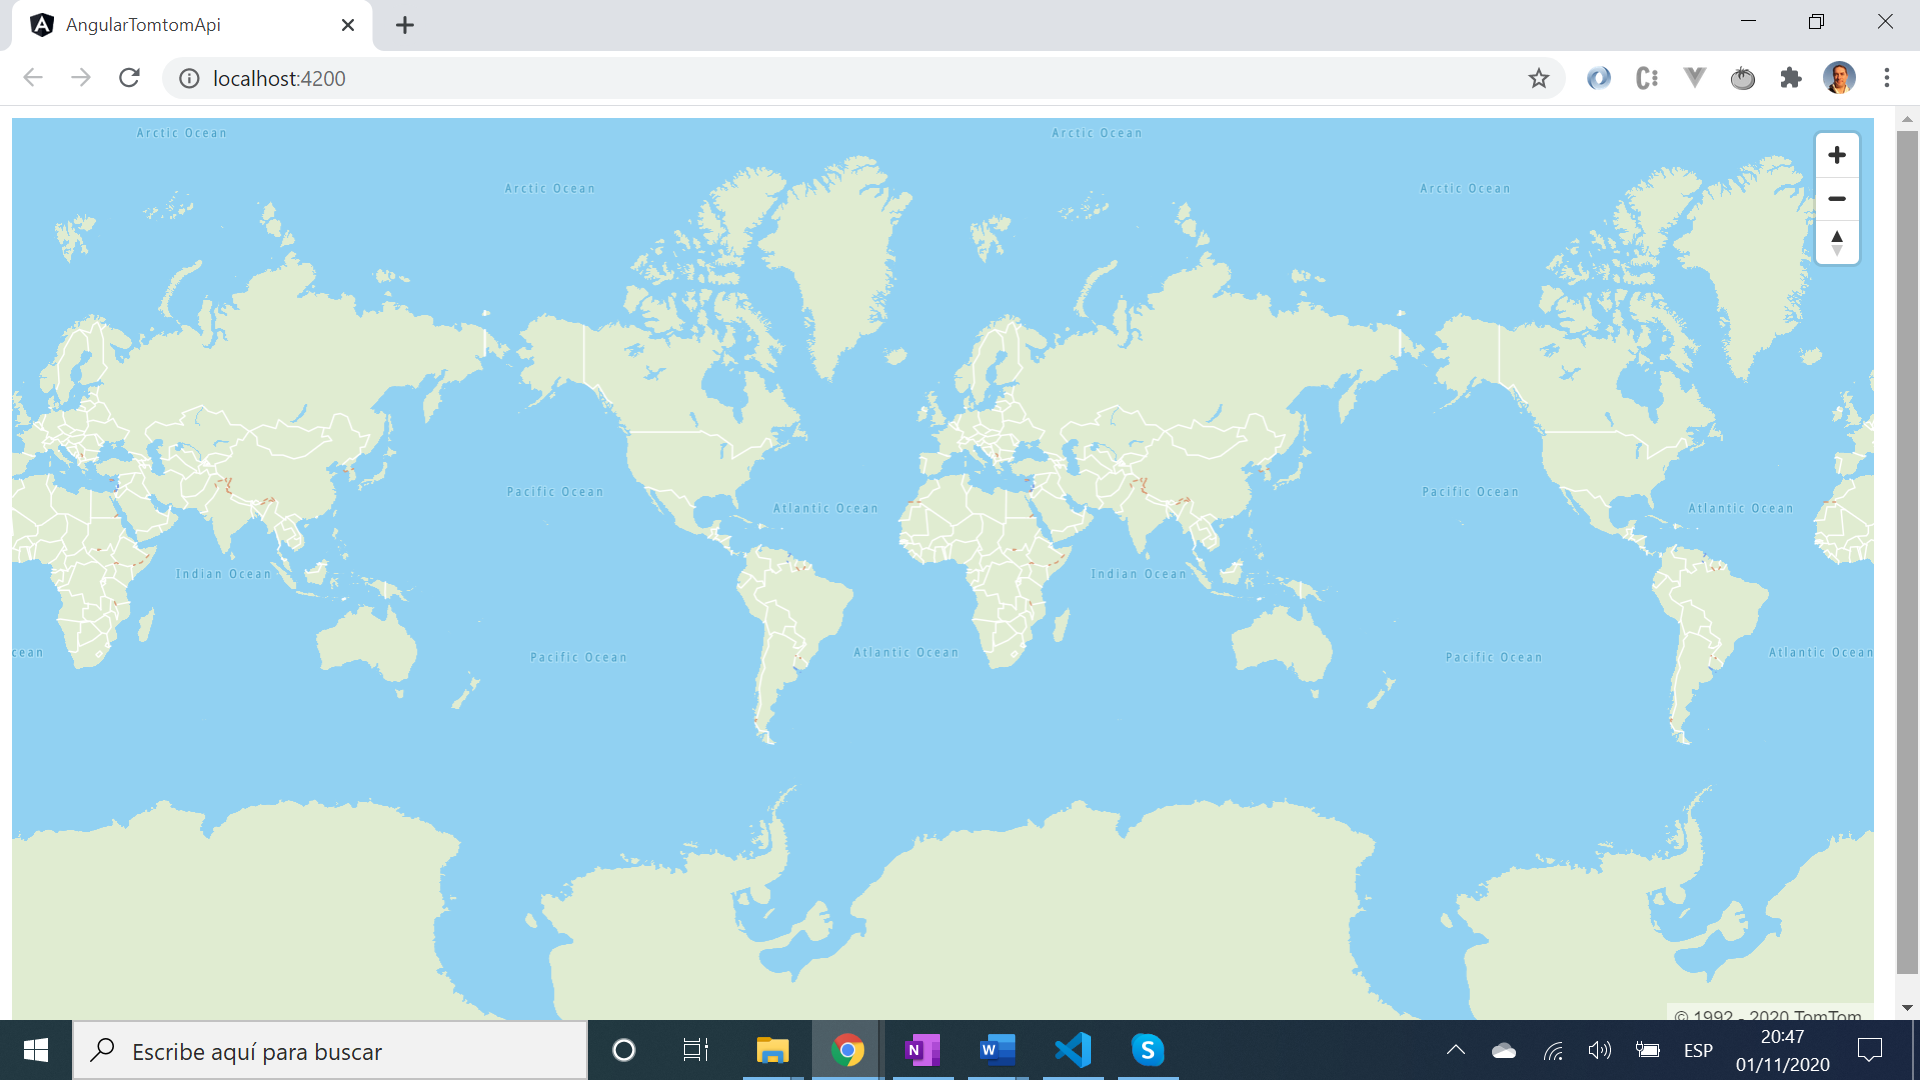 AngularTomtomApi
localhost:4200
Arctic Ocean
Arctic Ocean
Arctic Ocean
Arctic Ocean
Pacific Ocean
Pacific Ocean
Atlantic Ocean
Atlantic Ocean
Indian Ocean
Indian Ocean
cean
Atlantic Ocean
Atlantic Ocean
Pacific Ocean
Pacific Ocean
© 1992 - 2020 TomTom
Escribe aquí para buscar
N
W
S
ESP
20:47
01/11/2020